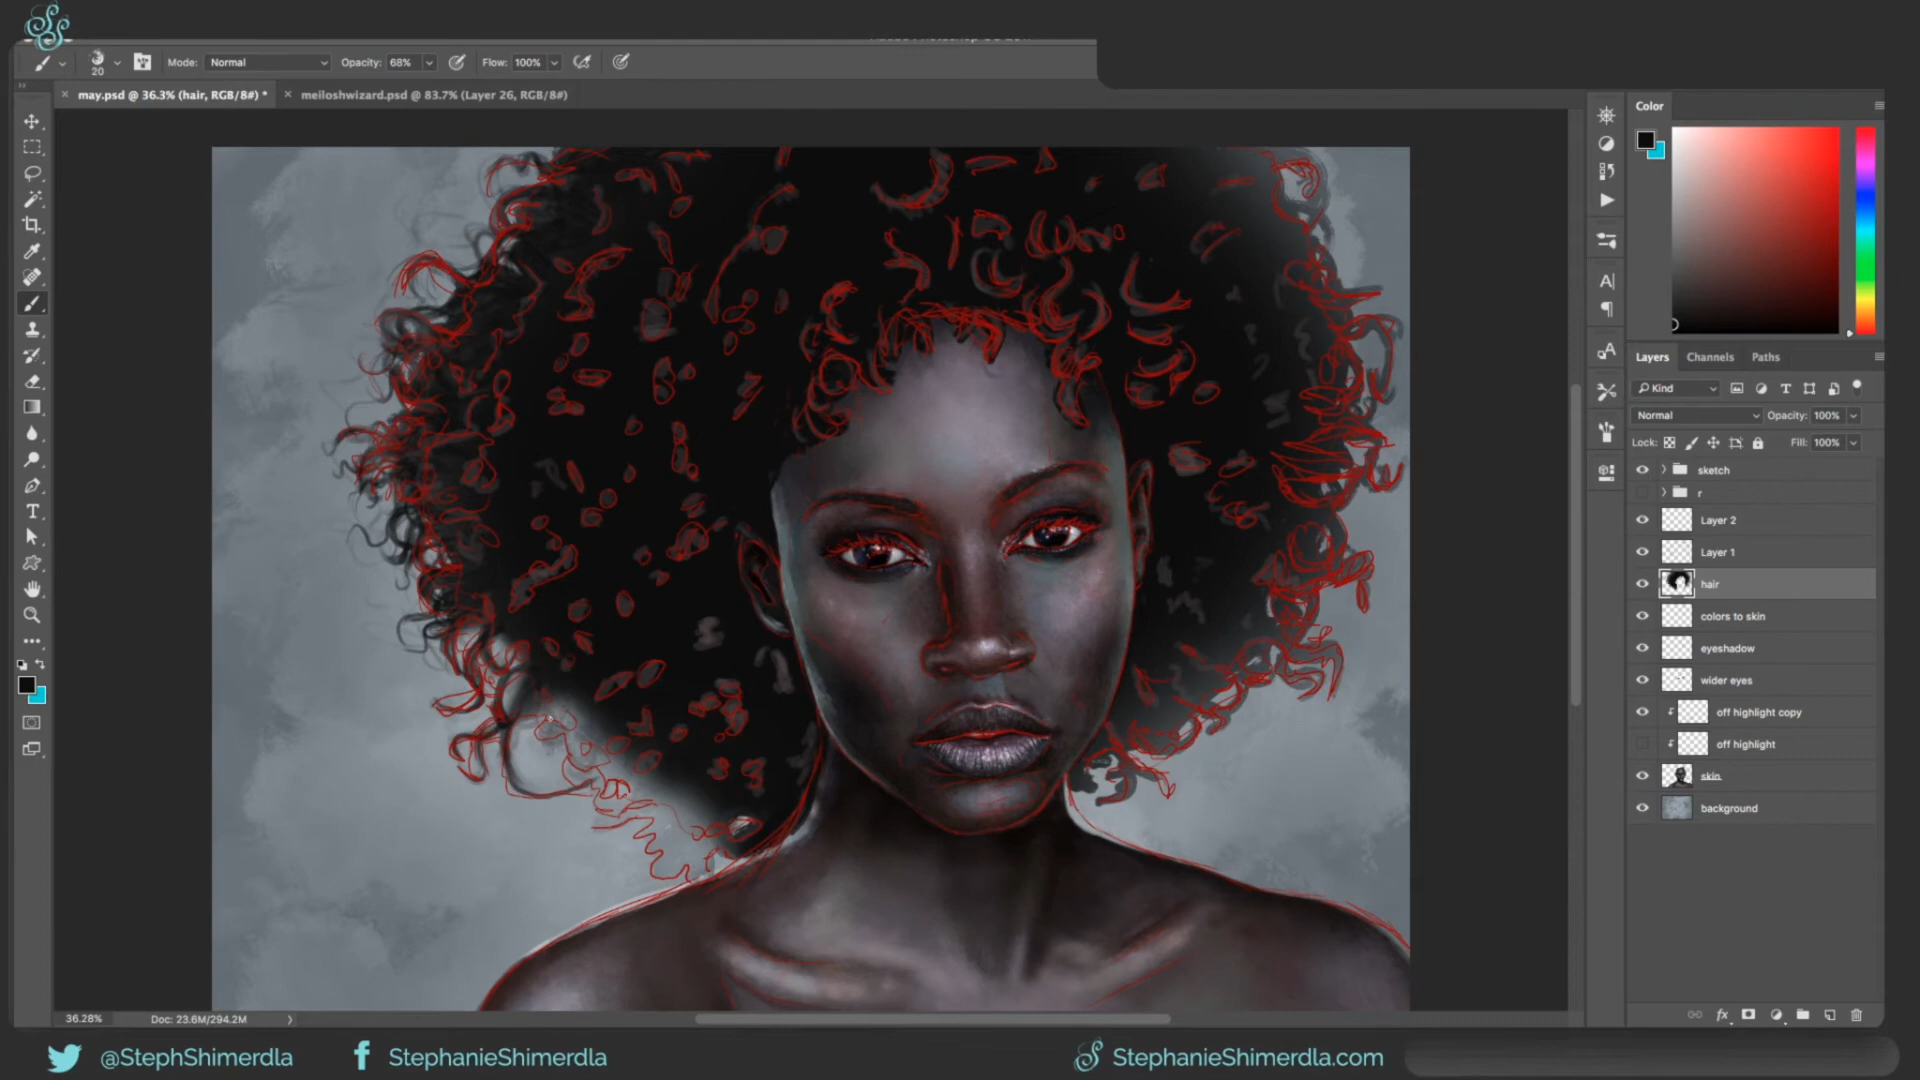 20
Mode: Normal
Opacity: 68%
Flow: 100%
may.psd @ 36.3% (hair, RGB/8#) *
meiloshwizard.psd @ 83.7% (Layer 26, RGB/8#)
Color
Layers
Channels
Paths
Kind
Normal
Opacity: 100%
Lock:
Fill: 100%
sketch
r
Layer 2
Layer 1
hair
colors to skin
eyeshadow
wider eyes
off highlight copy
off highlight
skin
background
fx
36.28%
Doc: 23.6M/294.2M
@StephShimerdla
StephanieShimerdla
StephanieShimerdla.com